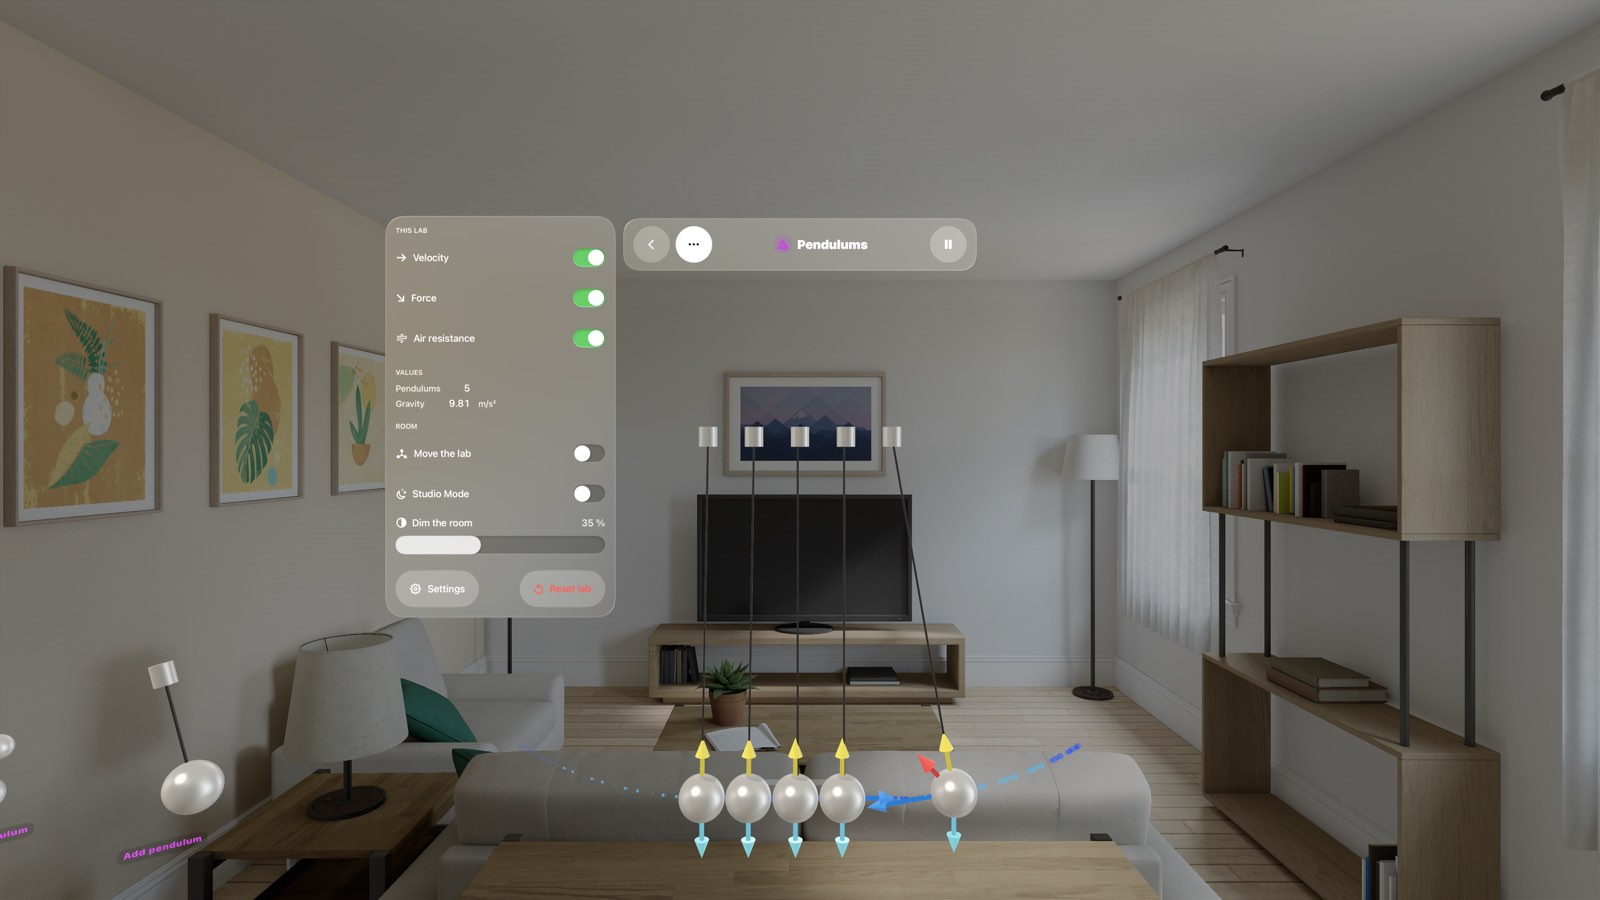 THIS LAB
Velocity
Force
Air resistance
VALUES
Pendulums 5
Gravity 9.81 m/s²
ROOM
Move the lab
Studio Mode
Dim the room 35 %
Settings
Reset lab
Pendulums
Add pendulum